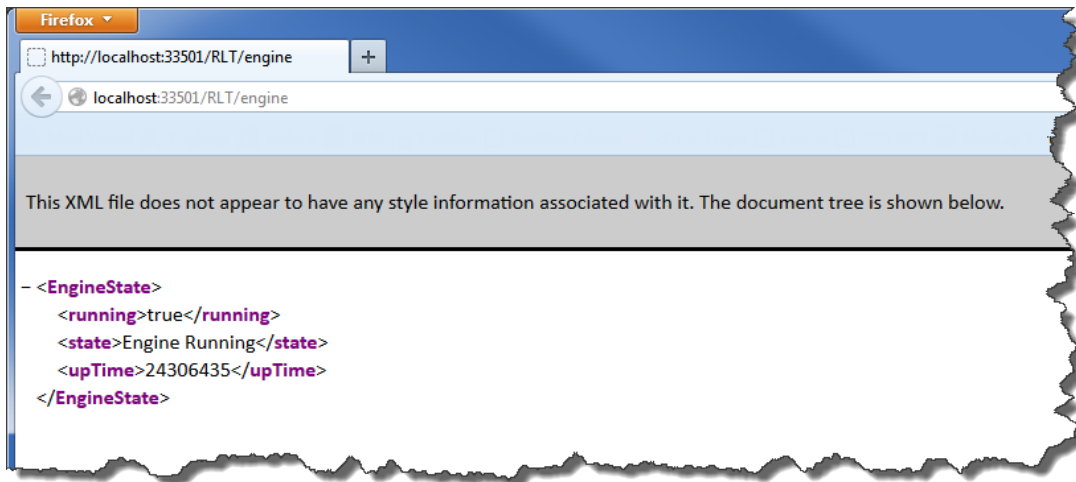 Firefox
http://localhost:33501/RLT/engine
localhost:33501/RLT/engine
This XML file does not appear to have any style information associated with it. The document tree is shown below.
– <EngineState>
<running>true</running>
<state>Engine Running</state>
<upTime>24306435</upTime>
</EngineState>